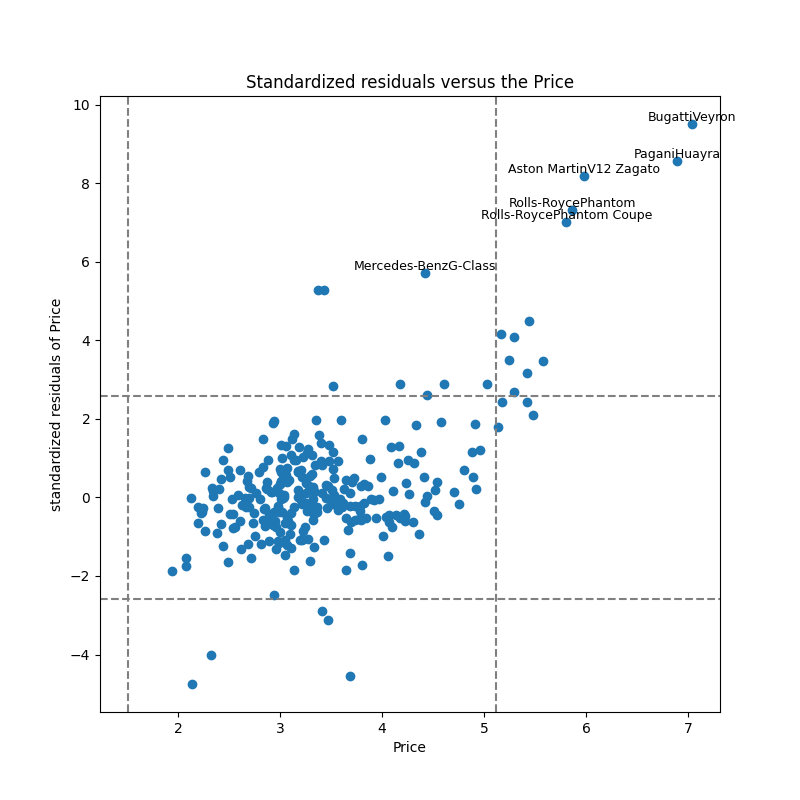 Standardized residuals versus the Price
10
BugattiVeyron
PaganiHuayra
Aston MartinV12 Zagato
8
Rolls-RoycePhantom
Rolls-RoycePhantom Coupe
6
Mercedes-BenzG-Class
4
2
0
−2
−4
standardized residuals of Price
2 3 4 5 6 7
Price